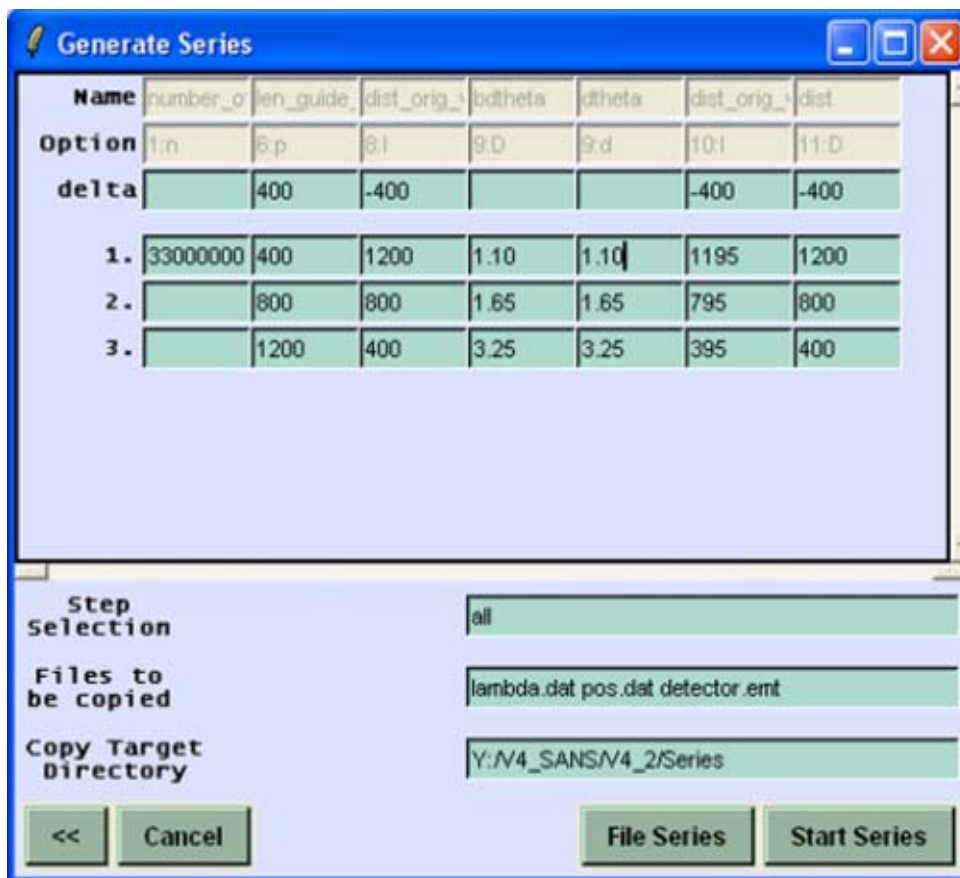 Generate Series
Name number_o len_guide_ dist_orig_ bdtheta dtheta dist_orig_ dist
Option 1:n 6:p 8:l 9:D 9:d 10:l 11:D
delta 400 -400 -400 -400
1. 33000000 400 1200 1.10 1.10 1195 1200
2. 800 800 1.65 1.65 795 800
3. 1200 400 3.25 3.25 395 400
Step
Selection
all
Files to
be copied
lambda.dat pos.dat detector.emt
Copy Target
Directory
Y:/V4_SANS/V4_2/Series
<< Cancel File Series Start Series